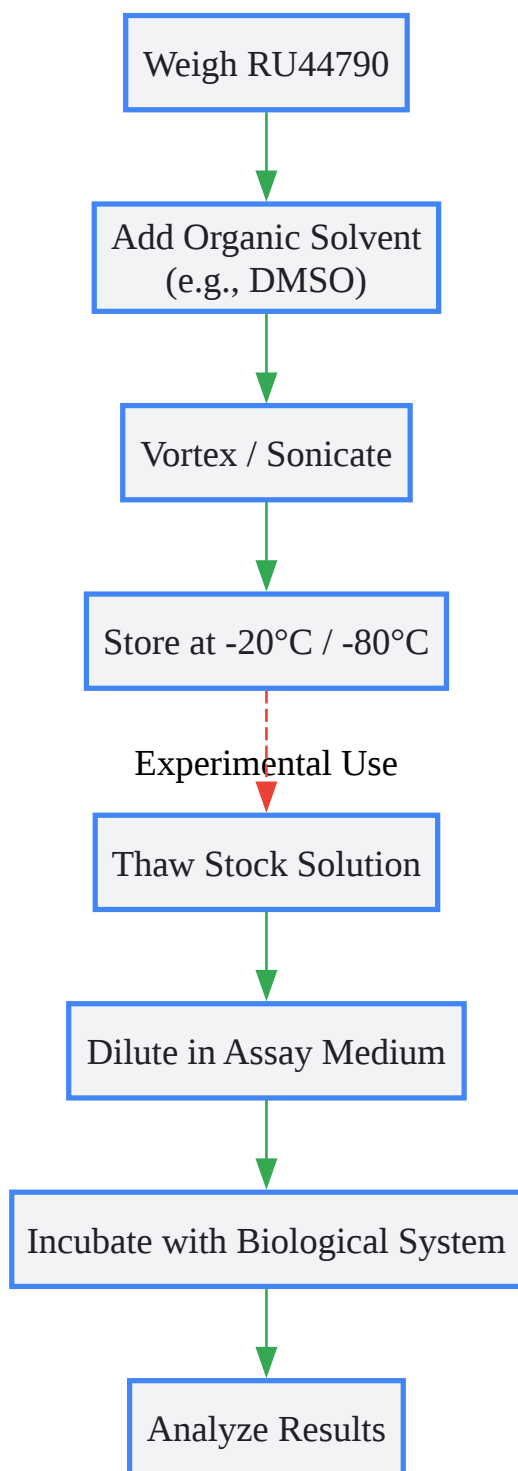 Weigh RU44790
Add Organic Solvent
(e.g., DMSO)
Vortex / Sonicate
Store at -20°C / -80°C
Experimental Use
Thaw Stock Solution
Dilute in Assay Medium
Incubate with Biological System
Analyze Results